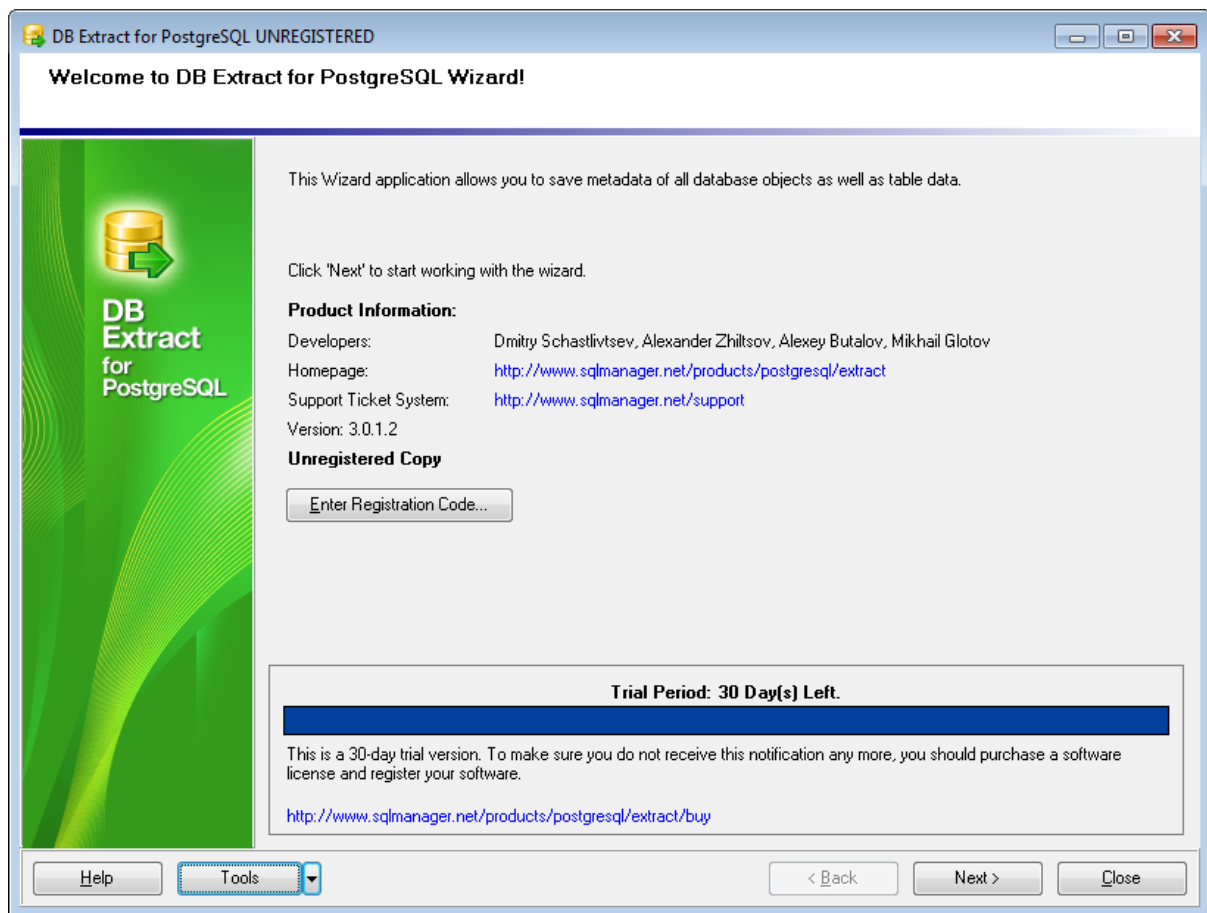 DB Extract for PostgreSQL UNREGISTERED
Welcome to DB Extract for PostgreSQL Wizard!
DB
Extract
for
PostgreSQL
This Wizard application allows you to save metadata of all database objects as well as table data.
Click 'Next' to start working with the wizard.
Product Information:
Developers: Dmitry Schastlivtsev, Alexander Zhiltsov, Alexey Butalov, Mikhail Glotov
Homepage: http://www.sqlmanager.net/products/postgresql/extract
Support Ticket System: http://www.sqlmanager.net/support
Version: 3.0.1.2
Unregistered Copy
Enter Registration Code...
Trial Period: 30 Day(s) Left.
This is a 30-day trial version. To make sure you do not receive this notification any more, you should purchase a software
license and register your software.
http://www.sqlmanager.net/products/postgresql/extract/buy
Help Tools < Back Next > Close